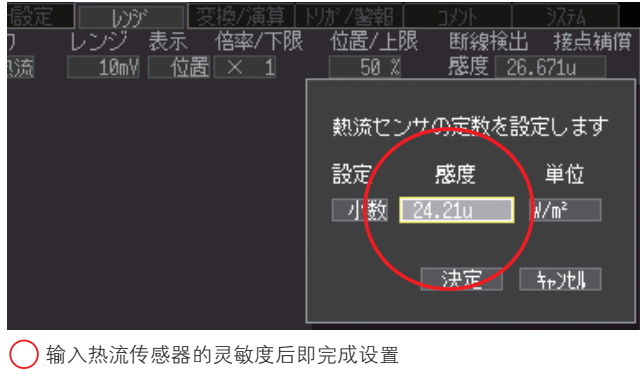 設定 レンジ 変換/演算 トリガ/警報 コメント システム
レンジ 表示 倍率/下限 位置/上限 断線検出 接点補償
熱流 10mV 位置 × 1 50 % 感度 26.671u
熱流センサの定数を設定します
設定 感度 単位
小数 24.21u W/m²
決定 キャンセル
输入热流传感器的灵敏度后即完成设置